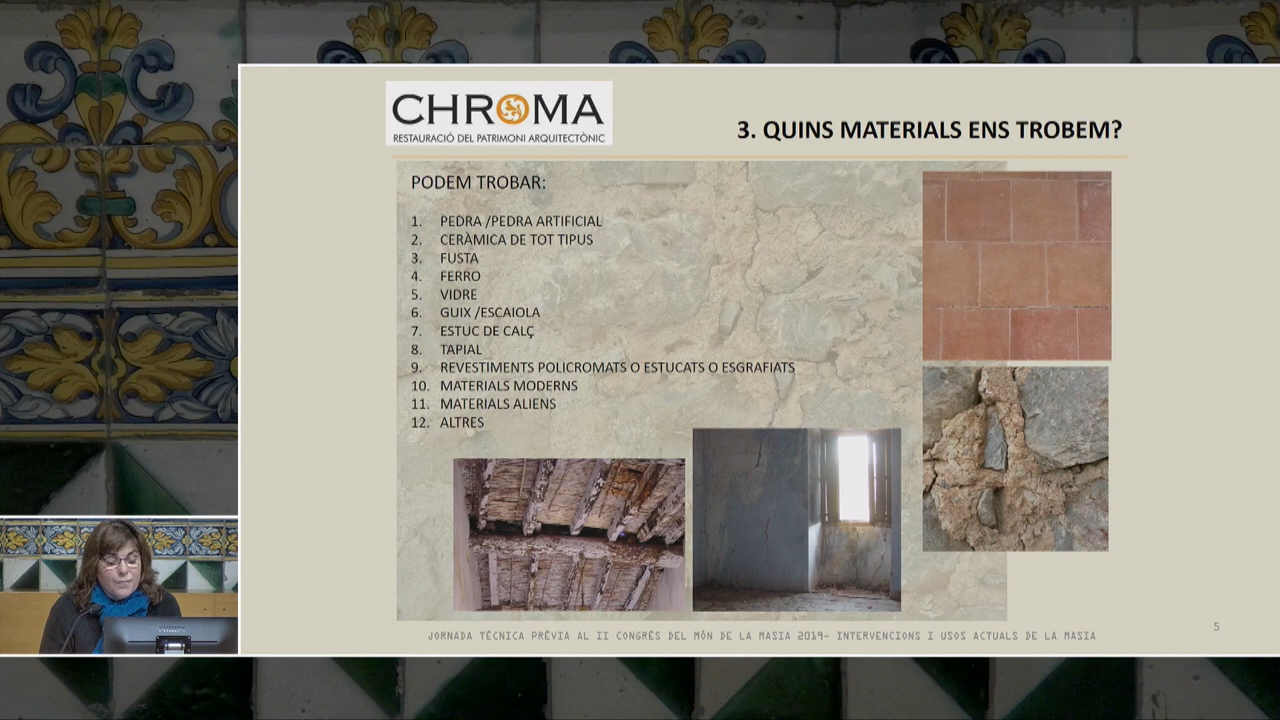 CHROMA
RESTAURACIÓ DEL PATRIMONI ARQUITECTÒNIC
3. QUINS MATERIALS ENS TROBEM?
PODEM TROBAR:
1. PEDRA /PEDRA ARTIFICIAL
2. CERÀMICA DE TOT TIPUS
3. FUSTA
4. FERRO
5. VIDRE
6. GUIX /ESCAIOLA
7. ESTUC DE CALÇ
8. TAPIAL
9. REVESTIMENTS POLICROMATS O ESTUCATS O ESGRAFIATS
10. MATERIALS MODERNS
11. MATERIALS ALIENS
12. ALTRES
JORNADA TÈCNICA PRÈVIA AL II CONGRÉS DEL MÓN DE LA MASIA 2019- INTERVENCIONS I USOS ACTUALS DE LA MASIA
5